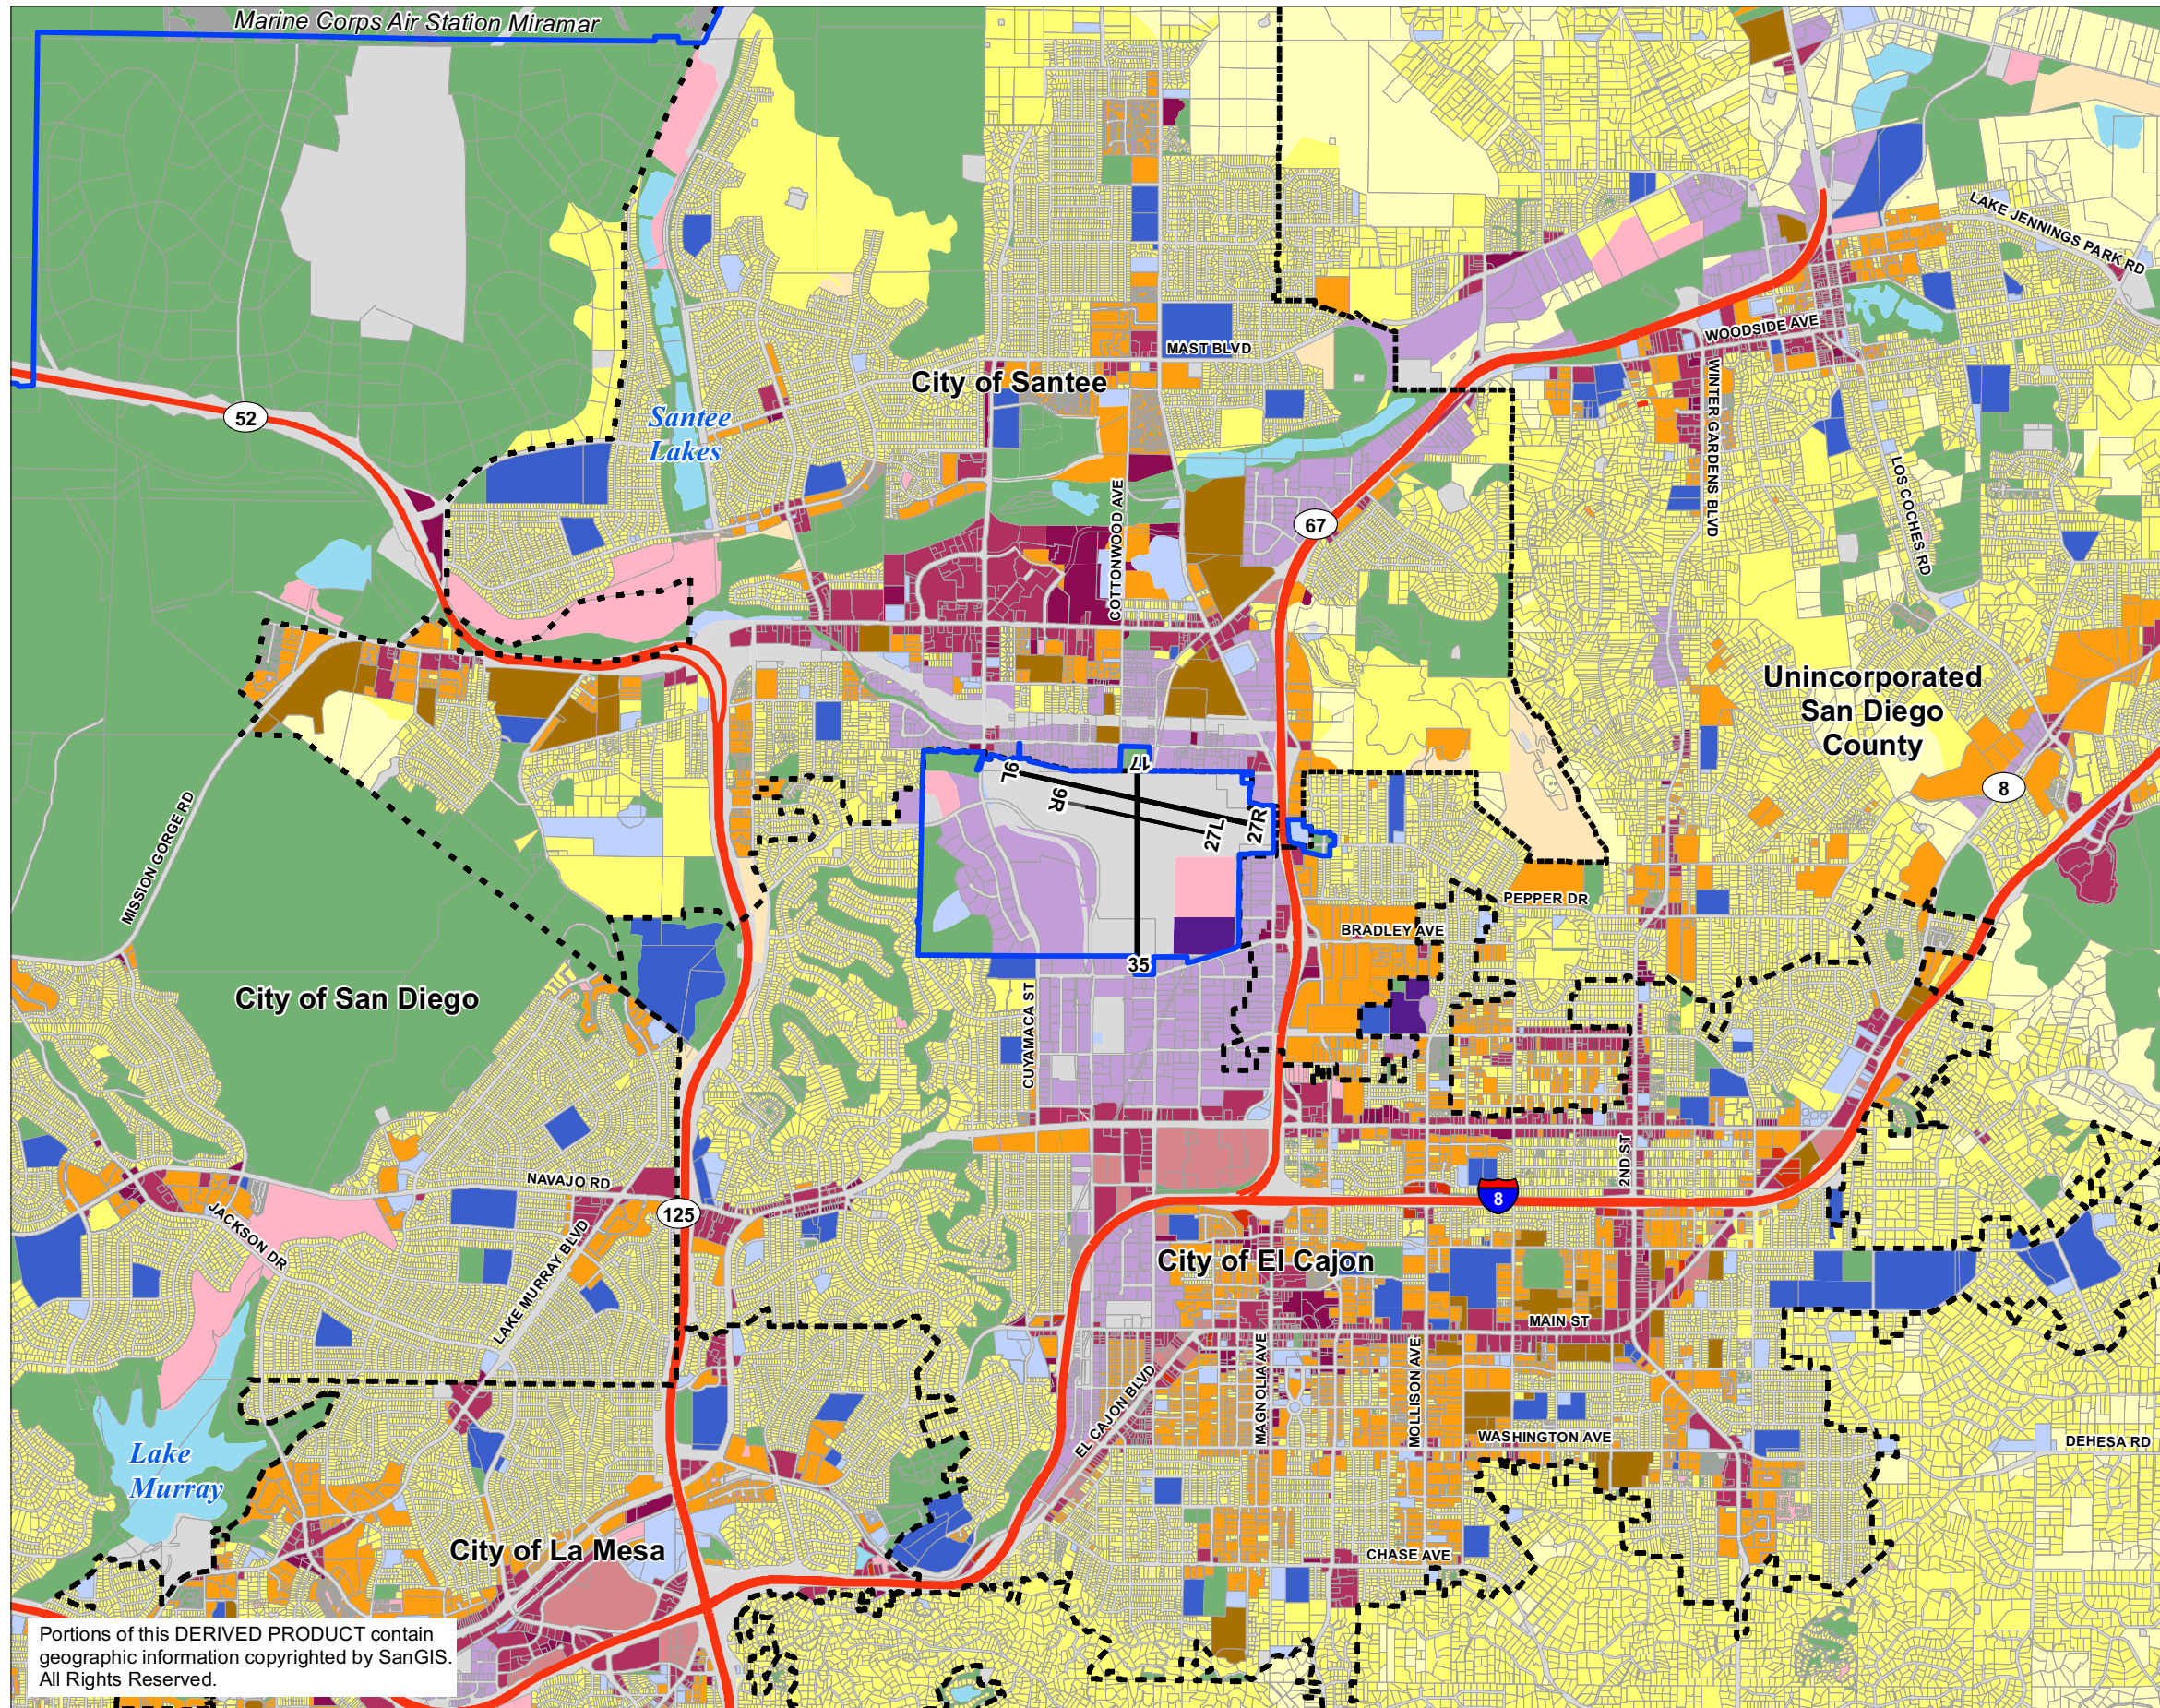 Marine Corps Air Station Miramar
LAKE JENNINGS PARK RD
WOODSIDE AVE
MAST BLVD
City of Santee
52
Santee
Lakes
WINTER GARDENS BLVD
LOS COCHES RD
COTTONWOOD AVE
67
Unincorporated
San Diego
County
8
9L
17
9R
27L
27R
MISSION GORGE RD
PEPPER DR
BRADLEY AVE
35
City of San Diego
CUYAMACA ST
NAVAJO RD
2ND ST
8
125
JACKSON DR
LAKE MURRAY BLVD
City of El Cajon
MAIN ST
EL CAJON BLVD
MAGNOLIA AVE
MOLLISON AVE
WASHINGTON AVE
DEHESA RD
Lake
Murray
City of La Mesa
CHASE AVE
Portions of this DERIVED PRODUCT contain
geographic information copyrighted by SanGIS.
All Rights Reserved.